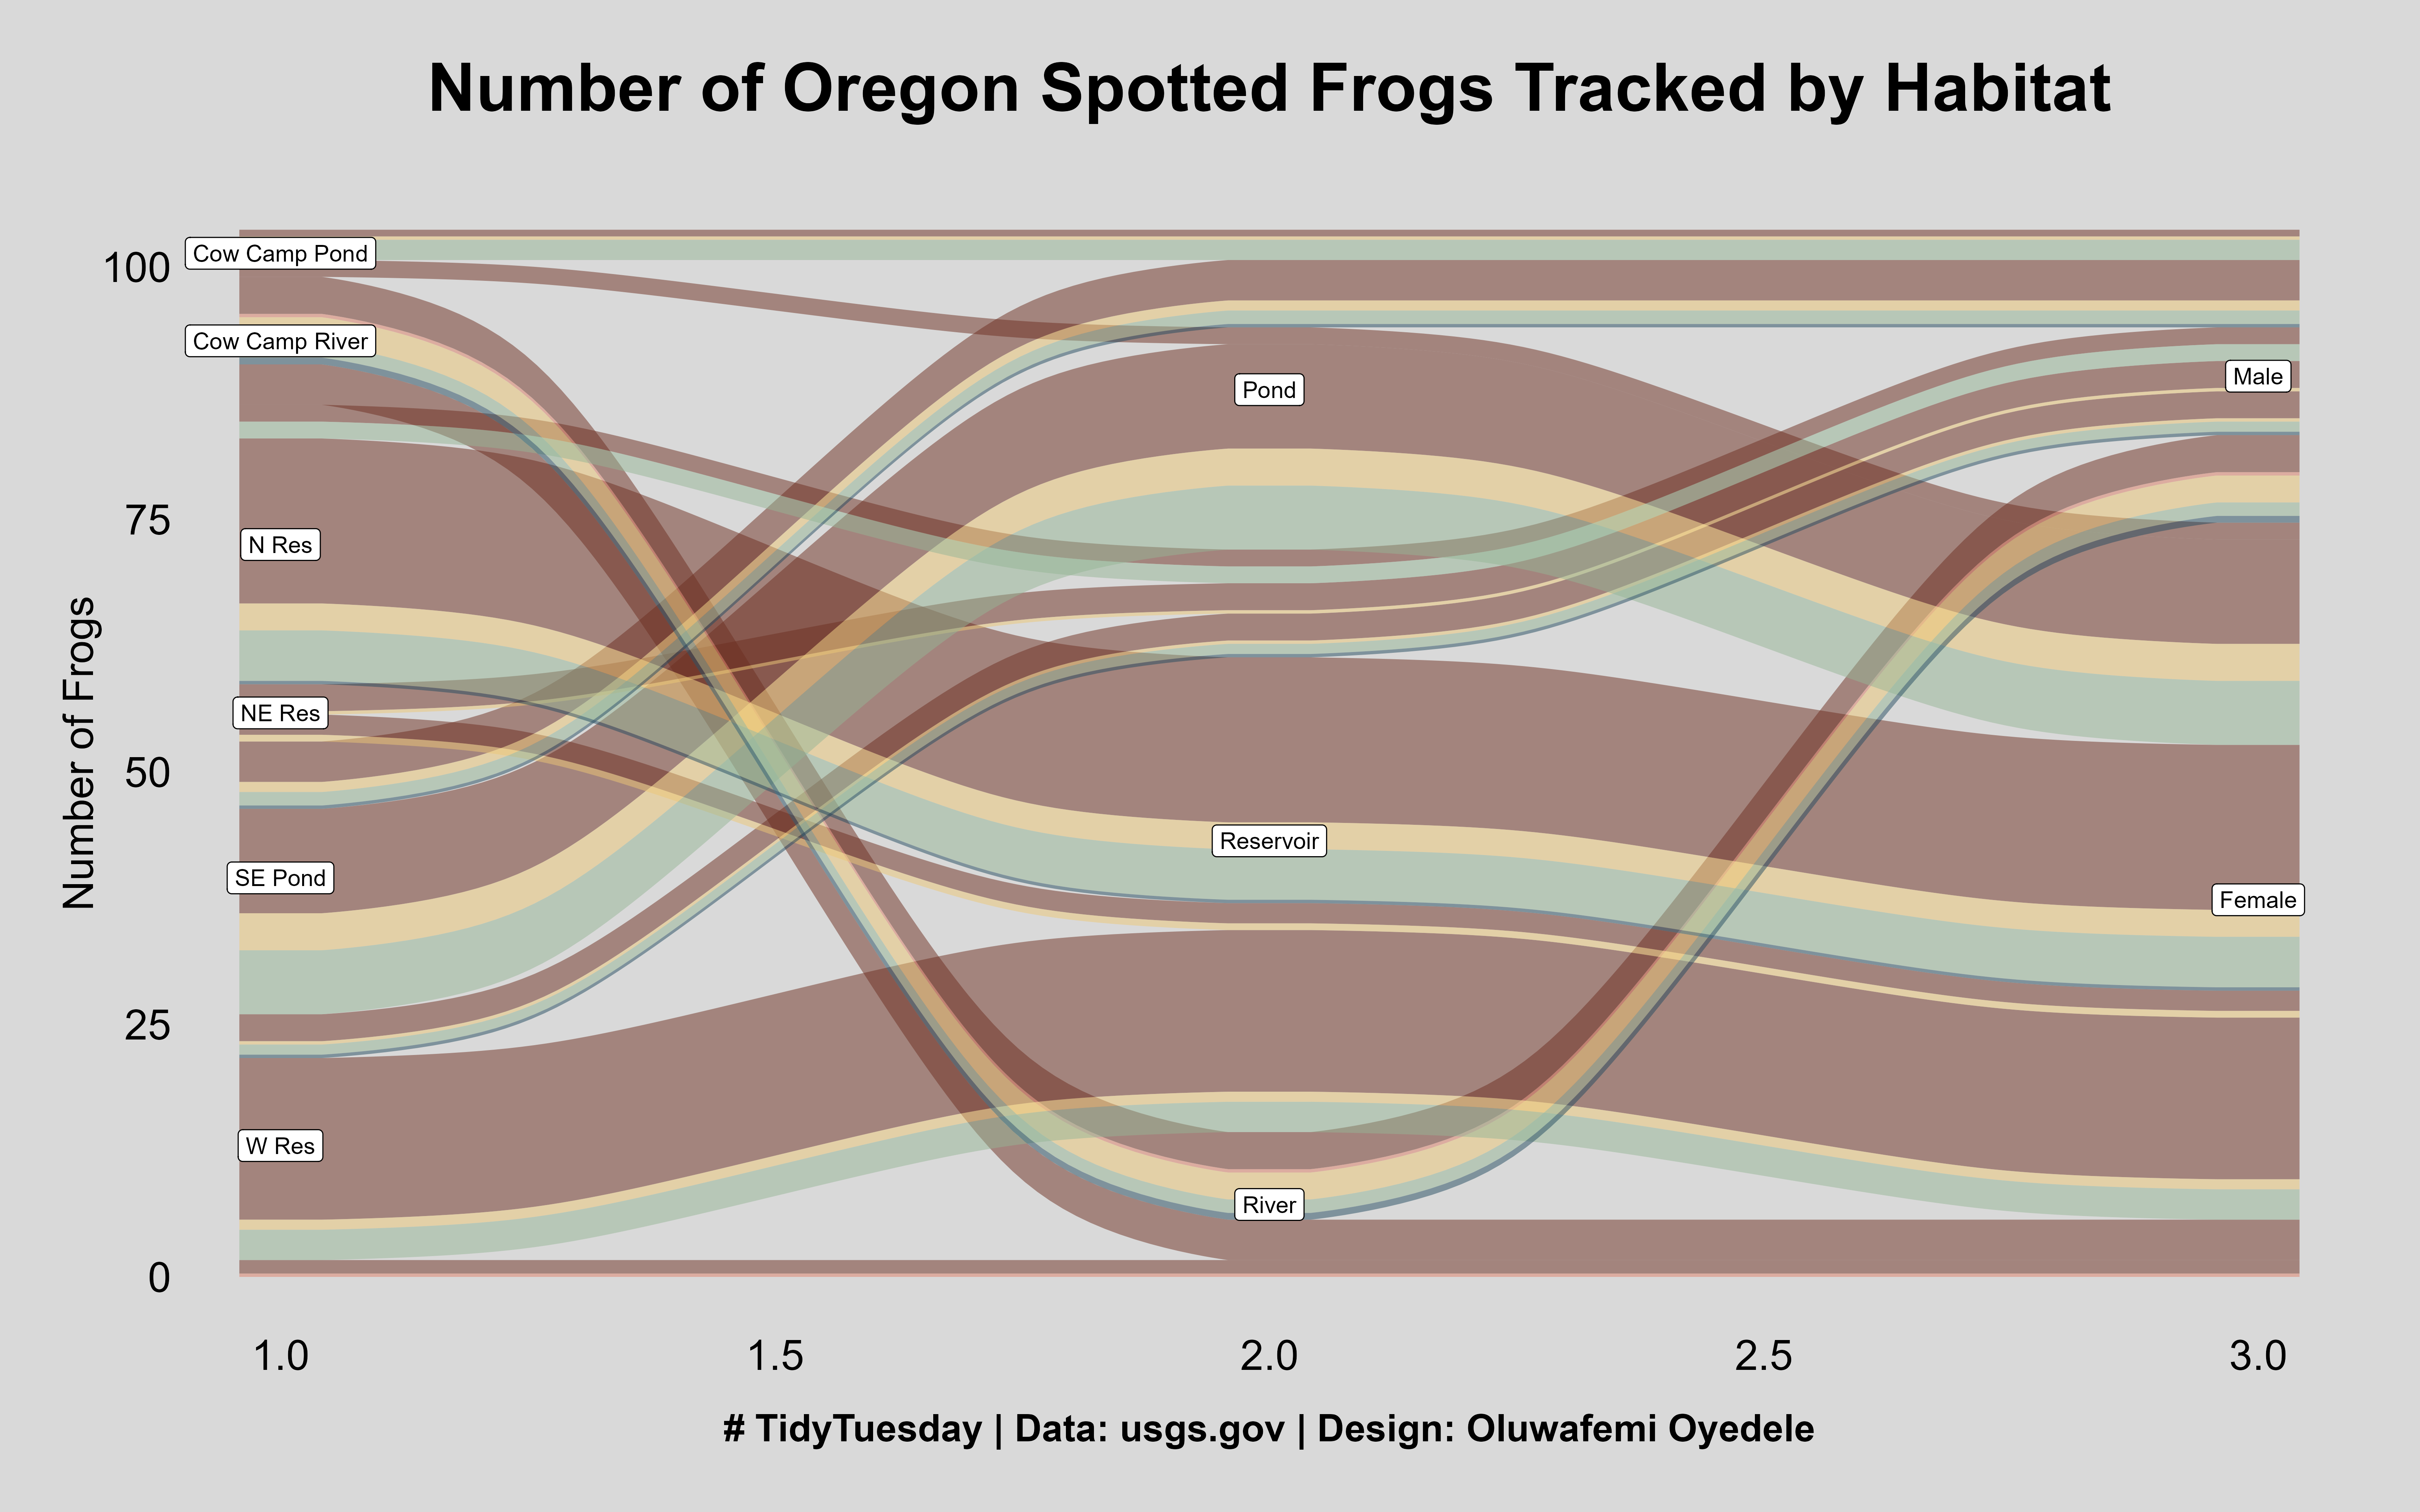 Number of Oregon Spotted Frogs Tracked by Habitat
Number of Frogs
100
75
50
25
0
Cow Camp Pond
Cow Camp River
N Res
NE Res
SE Pond
W Res
Pond
Reservoir
River
Male
Female
1.0 1.5 2.0 2.5 3.0
# TidyTuesday | Data: usgs.gov | Design: Oluwafemi Oyedele